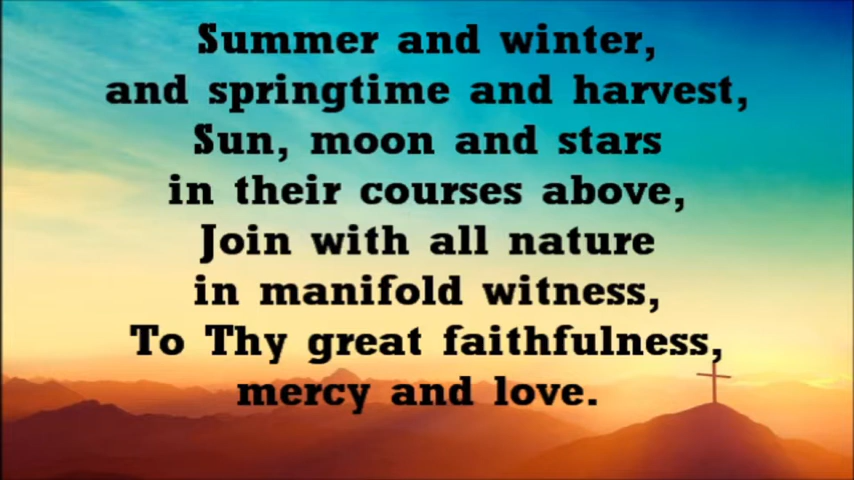 Summer and winter,
and springtime and harvest,
Sun, moon and stars
in their courses above,
Join with all nature
in manifold witness,
To Thy great faithfulness,
mercy and love.